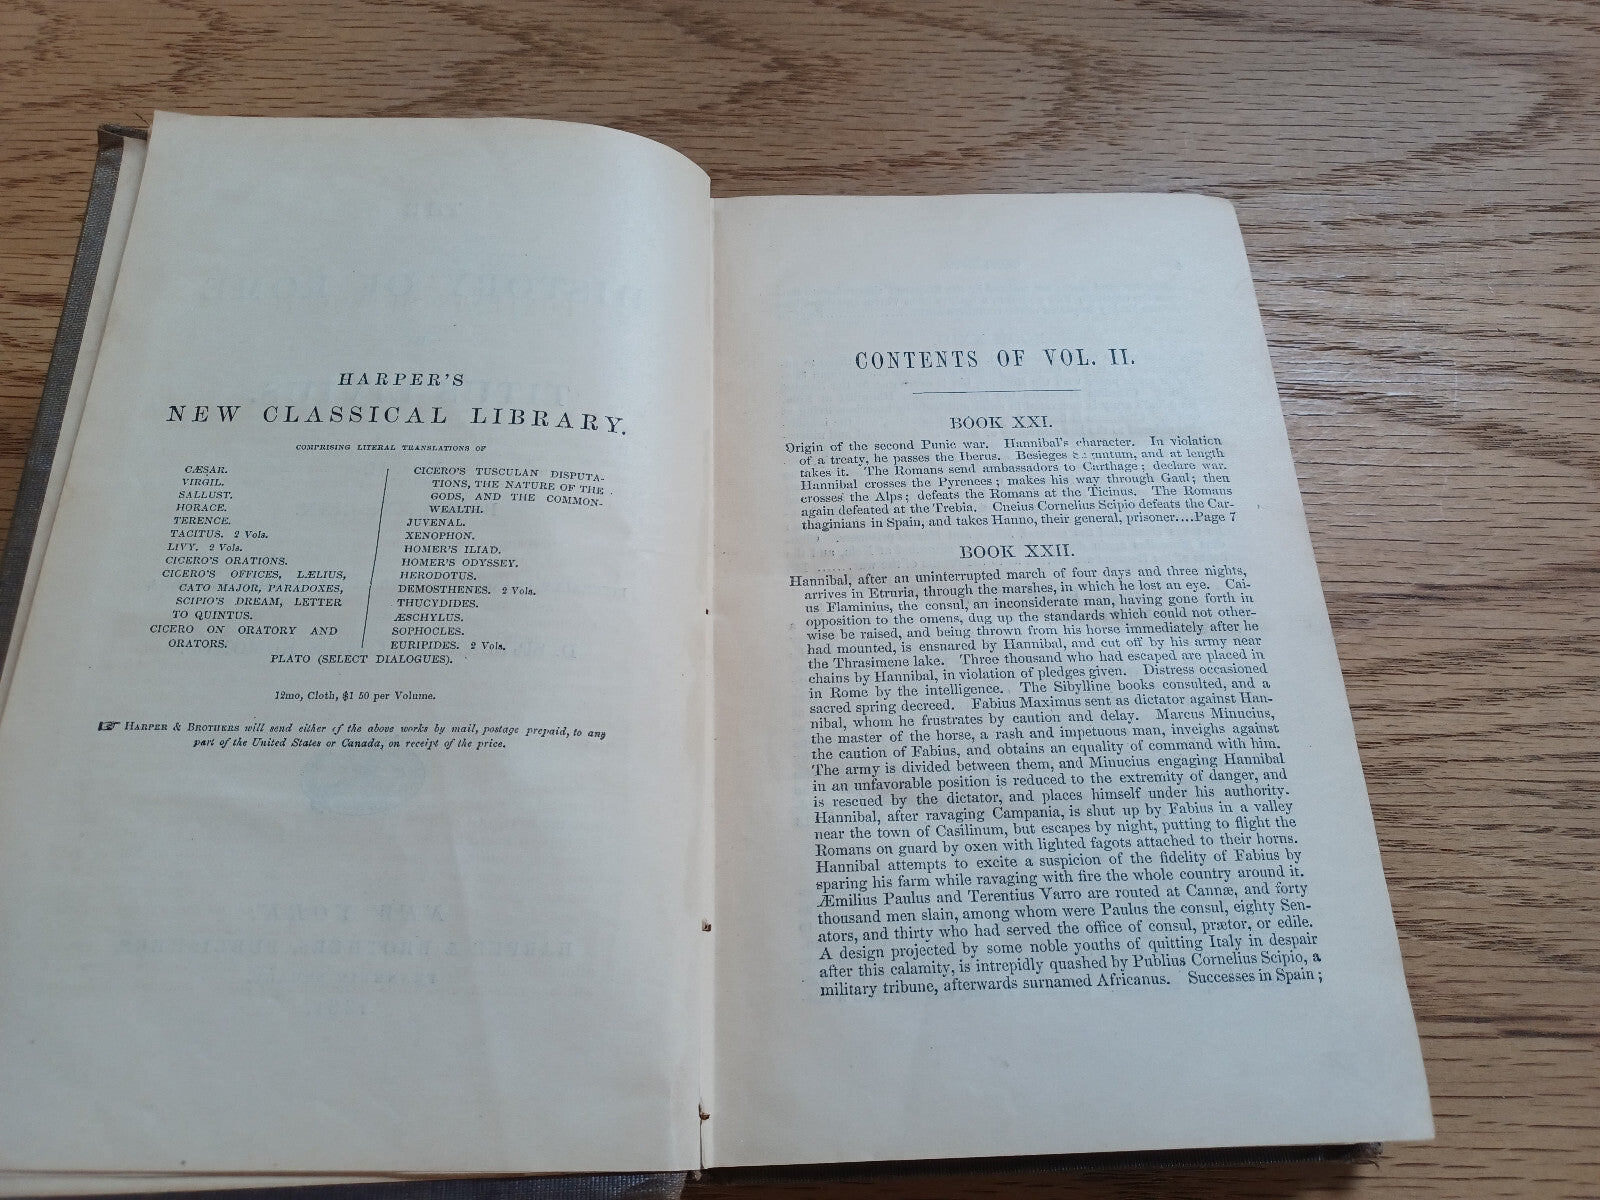 HARPER'S
NEW CLASSICAL LIBRARY.
COMPRISING LITERAL TRANSLATIONS OF
CÆSAR.
VIRGIL.
SALLUST.
HORACE.
TERENCE.
TACITUS. 2 Vols.
LIVY. 2 Vols.
CICERO'S ORATIONS.
CICERO'S OFFICES, LÆLIUS,
CATO MAJOR, PARADOXES,
SCIPIO'S DREAM, LETTER
TO QUINTUS.
CICERO ON ORATORY AND
ORATORS.
CICERO'S TUSCULAN DISPUTA-
TIONS, THE NATURE OF THE
GODS, AND THE COMMON-
WEALTH.
JUVENAL.
XENOPHON.
HOMER'S ILIAD.
HOMER'S ODYSSEY.
HERODOTUS.
DEMOSTHENES. 2 Vols.
THUCYDIDES.
ÆSCHYLUS.
SOPHOCLES.
EURIPIDES. 2 Vols.
PLATO (SELECT DIALOGUES).
12mo, Cloth, $1 50 per Volume.
☞ HARPER & BROTHERS will send either of the above works by mail, postage prepaid, to any
part of the United States or Canada, on receipt of the price.
CONTENTS OF VOL. II.
BOOK XXI.
Origin of the second Punic war. Hannibal's character. In violation
of a treaty, he passes the Iberus. Besieges and at length
takes it. The Romans send ambassadors to Carthage; declare war.
Hannibal crosses the Pyrenees; makes his way through Gaul; then
crosses the Alps; defeats the Romans at the Ticinus. The Romans
again defeated at the Trebia. Cneius Cornelius Scipio defeats the Car-
thaginians in Spain, and takes Hanno, their general, prisoner....Page 7
BOOK XXII.
Hannibal, after an uninterrupted march of four days and three nights,
arrives in Etruria, through the marshes, in which he lost an eye. Cai-
us Flaminius, the consul, an inconsiderate man, having gone forth in
opposition to the omens, dug up the standards which could not other-
wise be raised, and being thrown from his horse immediately after he
had mounted, is ensnared by Hannibal, and cut off by his army near
the Thrasimene lake. Three thousand who had escaped are placed in
chains by Hannibal, in violation of pledges given. Distress occasioned
in Rome by the intelligence. The Sibylline books consulted, and a
sacred spring decreed. Fabius Maximus sent as dictator against Han-
nibal, whom he frustrates by caution and delay. Marcus Minucius,
the master of the horse, a rash and impetuous man, inveighs against
the caution of Fabius, and obtains an equality of command with him.
The army is divided between them, and Minucius engaging Hannibal
in an unfavorable position is reduced to the extremity of danger, and
is rescued by the dictator, and places himself under his authority.
Hannibal, after ravaging Campania, is shut up by Fabius in a valley
near the town of Casilinum, but escapes by night, putting to flight the
Romans on guard by oxen with lighted fagots attached to their horns.
Hannibal attempts to excite a suspicion of the fidelity of Fabius by
sparing his farm while ravaging with fire the whole country around it.
Æmilius Paulus and Terentius Varro are routed at Cannæ, and forty
thousand men slain, among whom were Paulus the consul, eighty Sen-
ators, and thirty who had served the office of consul, prætor, or edile.
A design projected by some noble youths of quitting Italy in despair
after this calamity, is intrepidly quashed by Publius Cornelius Scipio, a
military tribune, afterwards surnamed Africanus. Successes in Spain;